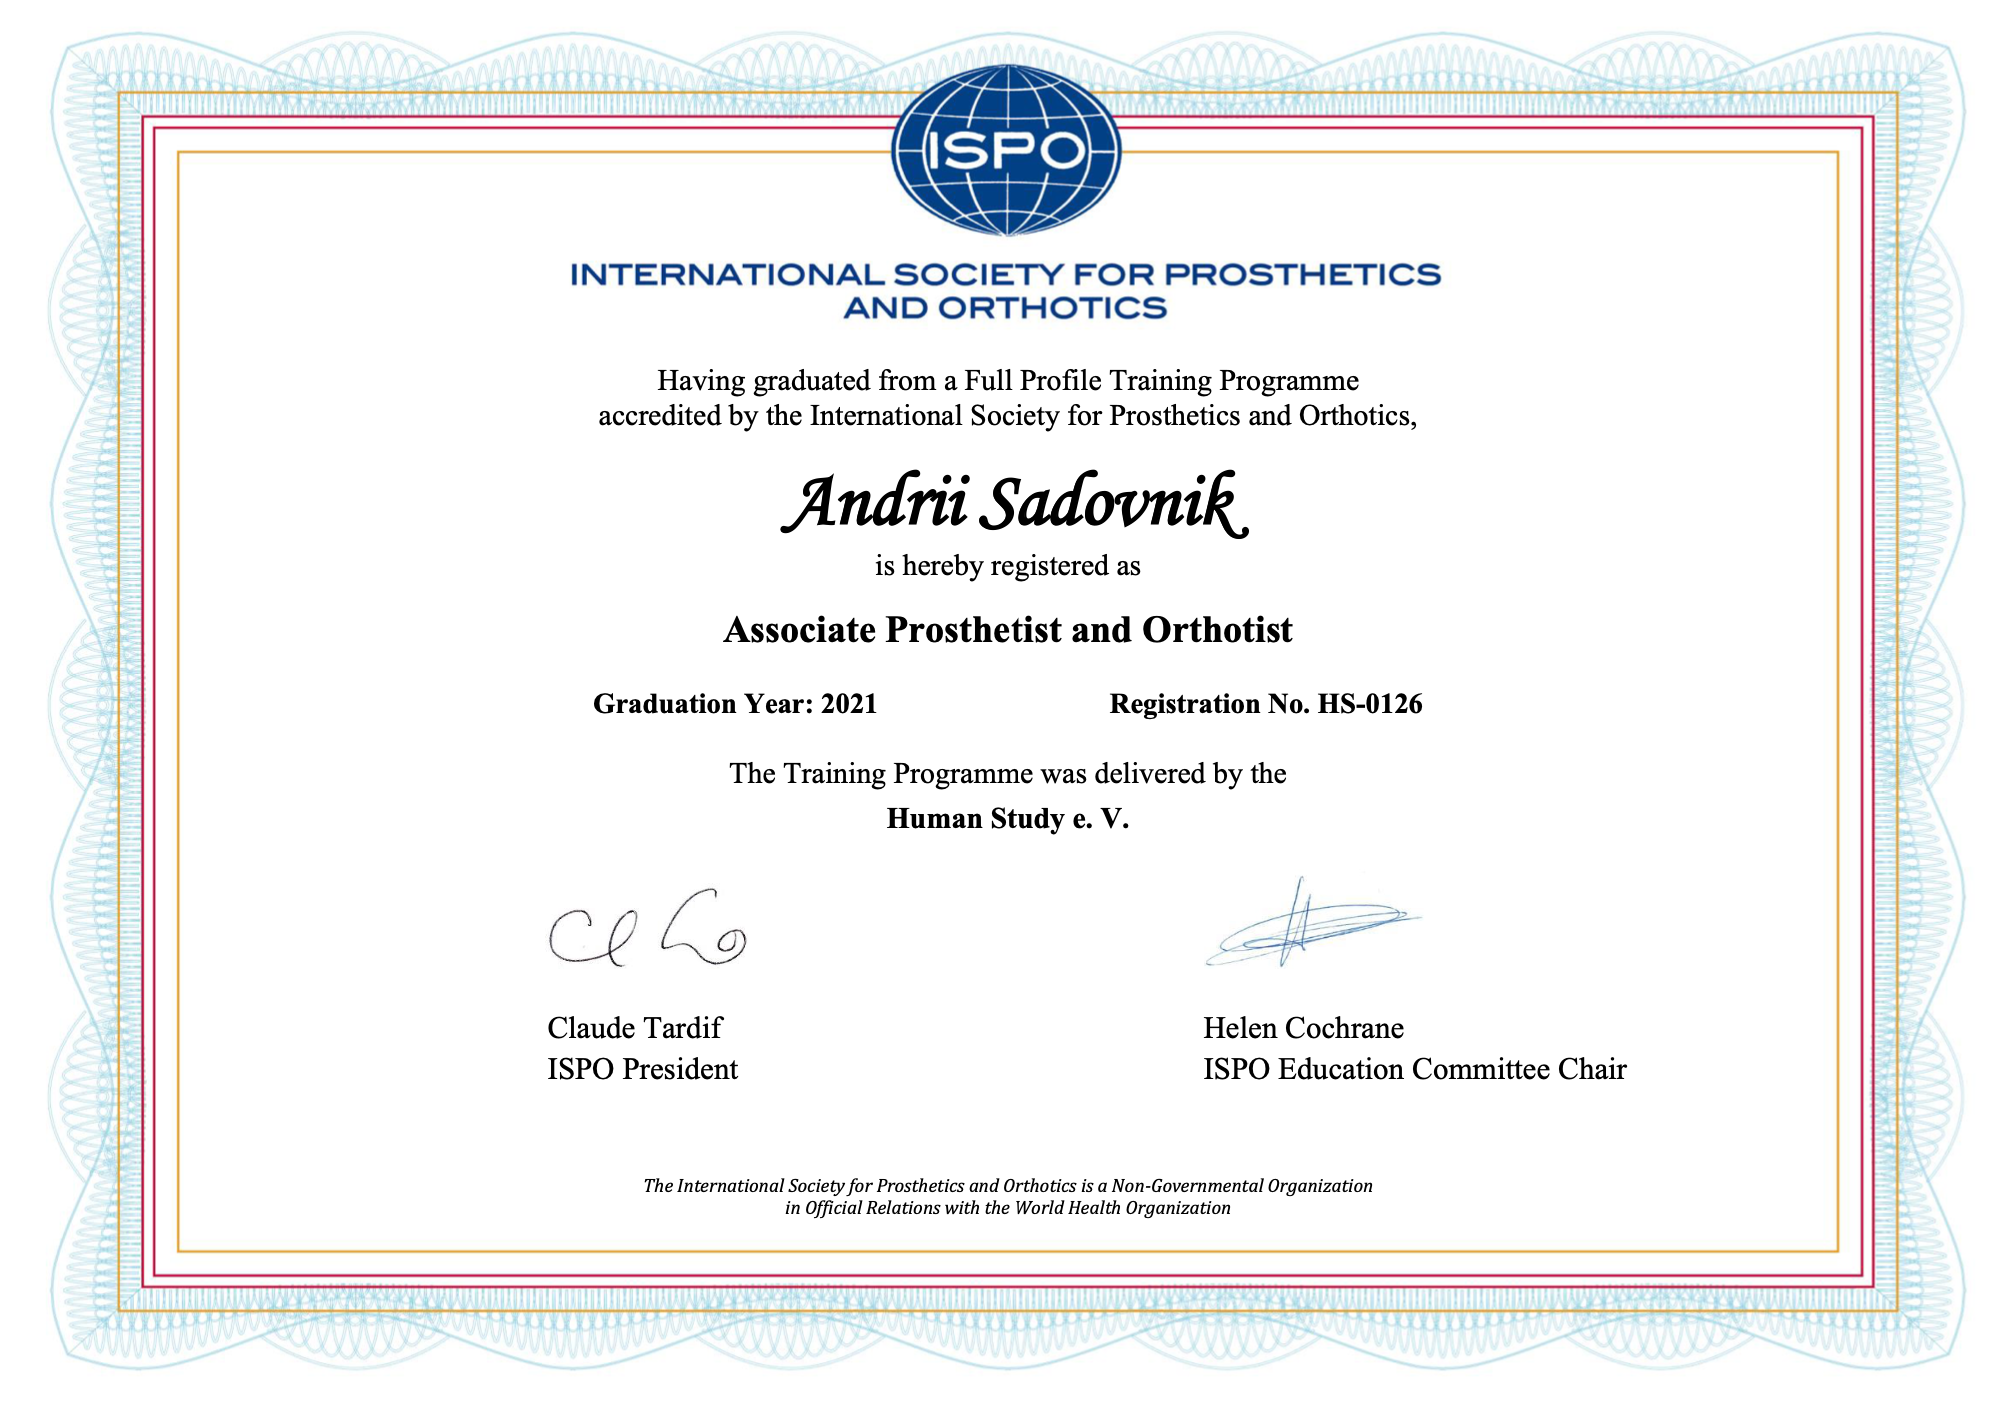 ISPO
INTERNATIONAL SOCIETY FOR PROSTHETICS
AND ORTHOTICS
Having graduated from a Full Profile Training Programme
accredited by the International Society for Prosthetics and Orthotics,
Andrii Sadovnik
is hereby registered as
Associate Prosthetist and Orthotist
Graduation Year: 2021 Registration No. HS-0126
The Training Programme was delivered by the
Human Study e. V.
Claude Tardif Helen Cochrane
ISPO President ISPO Education Committee Chair
The International Society for Prosthetics and Orthotics is a Non-Governmental Organization
in Official Relations with the World Health Organization